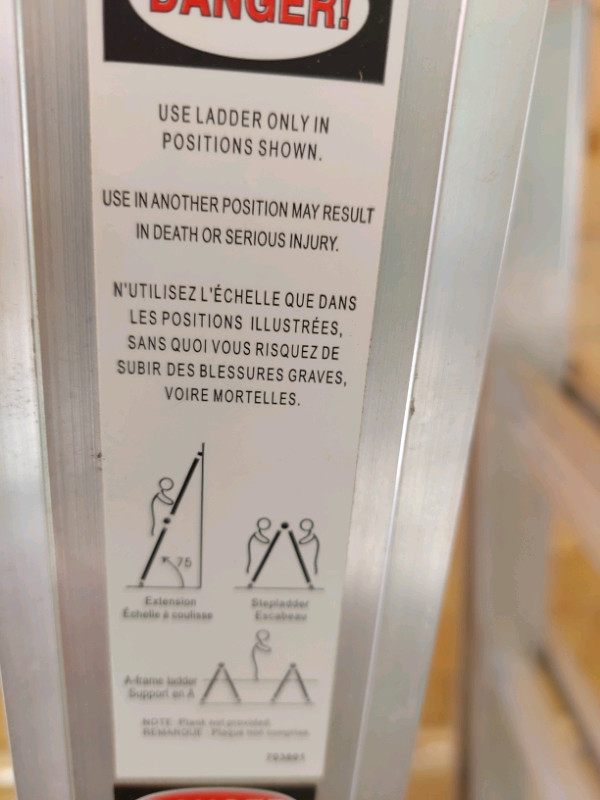 DANGER!
USE LADDER ONLY IN
POSITIONS SHOWN.
USE IN ANOTHER POSITION MAY RESULT
IN DEATH OR SERIOUS INJURY.
N'UTILISEZ L'ÉCHELLE QUE DANS
LES POSITIONS ILLUSTRÉES,
SANS QUOI VOUS RISQUEZ DE
SUBIR DES BLESSURES GRAVES,
VOIRE MORTELLES.
75
Extension
Échelle à coulisse
Stepladder
Escabeau
A-frame ladder
Support en A
NOTE: Plank not provided.
REMARQUE : Plaque non comprise.